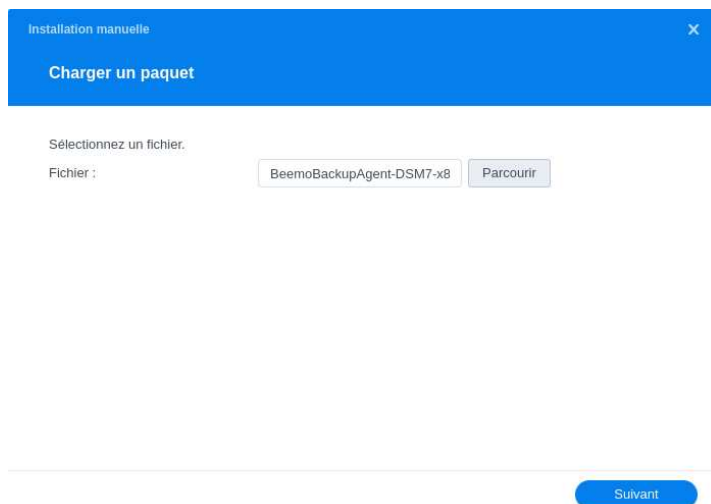 Installation manuelle
Charger un paquet
Sélectionnez un fichier.
Fichier : BeemoBackupAgent-DSM7-x8 Parcourir
Suivant